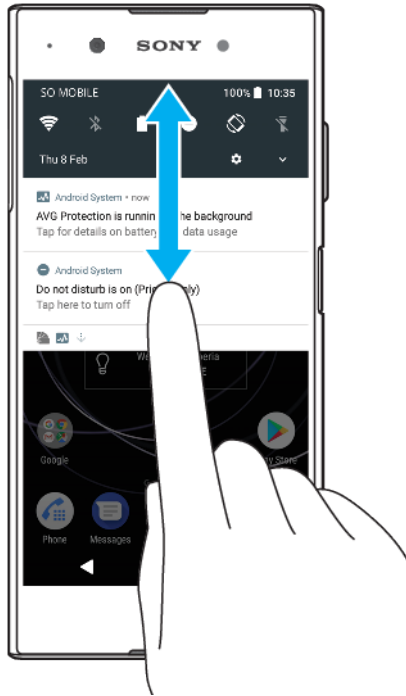 SONY
SO MOBILE 100% 10:35
Thu 8 Feb
Android System • now
AVG Protection is runnin he background
Tap for details on batter data usage
Android System
Do not disturb is on (Pri nly)
Tap here to turn off
Google
Phone Messages